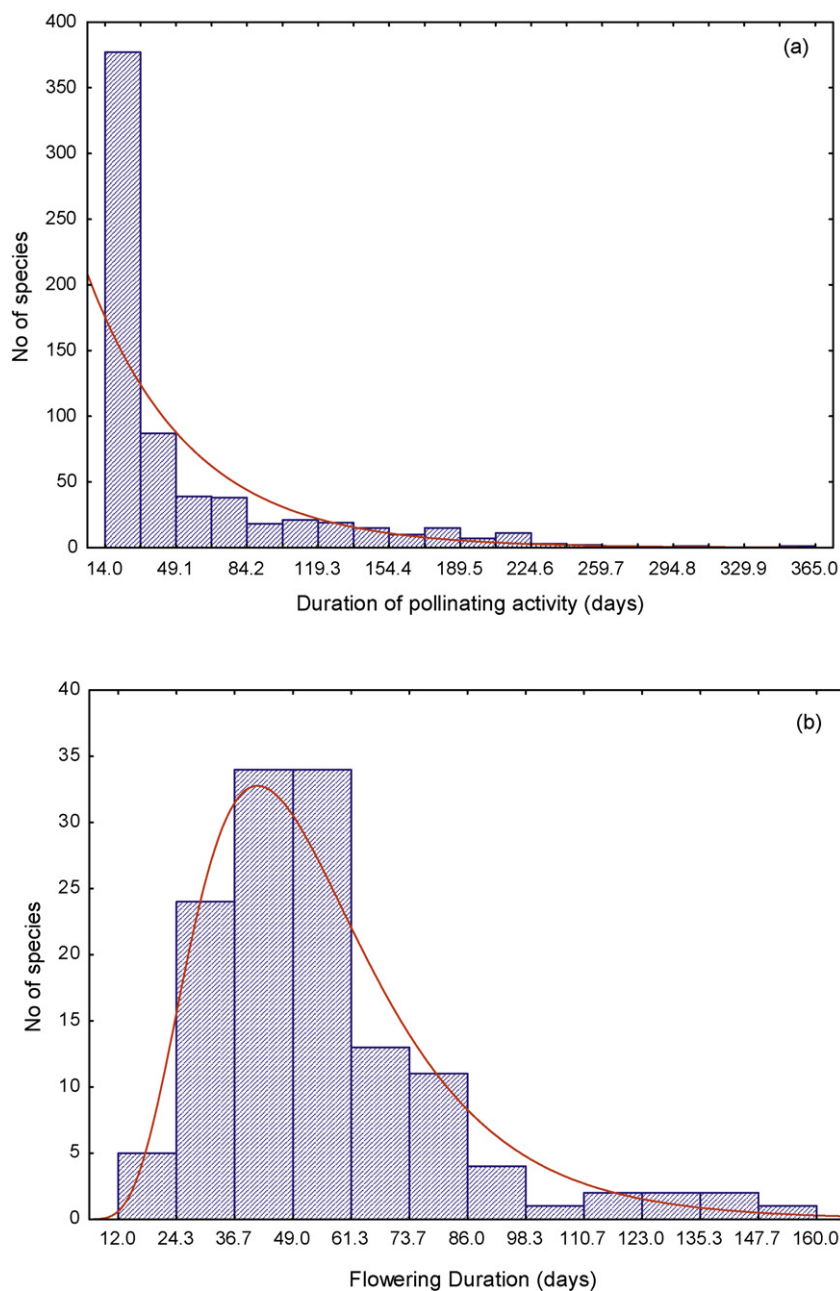 (a)
400
350
300
250
200
150
100
50
0
No of species
14.0 49.1 84.2 119.3 154.4 189.5 224.6 259.7 294.8 329.9 365.0
Duration of pollinating activity (days)
(b)
40
35
30
25
20
15
10
5
0
No of species
12.0 24.3 36.7 49.0 61.3 73.7 86.0 98.3 110.7 123.0 135.3 147.7 160.0
Flowering Duration (days)